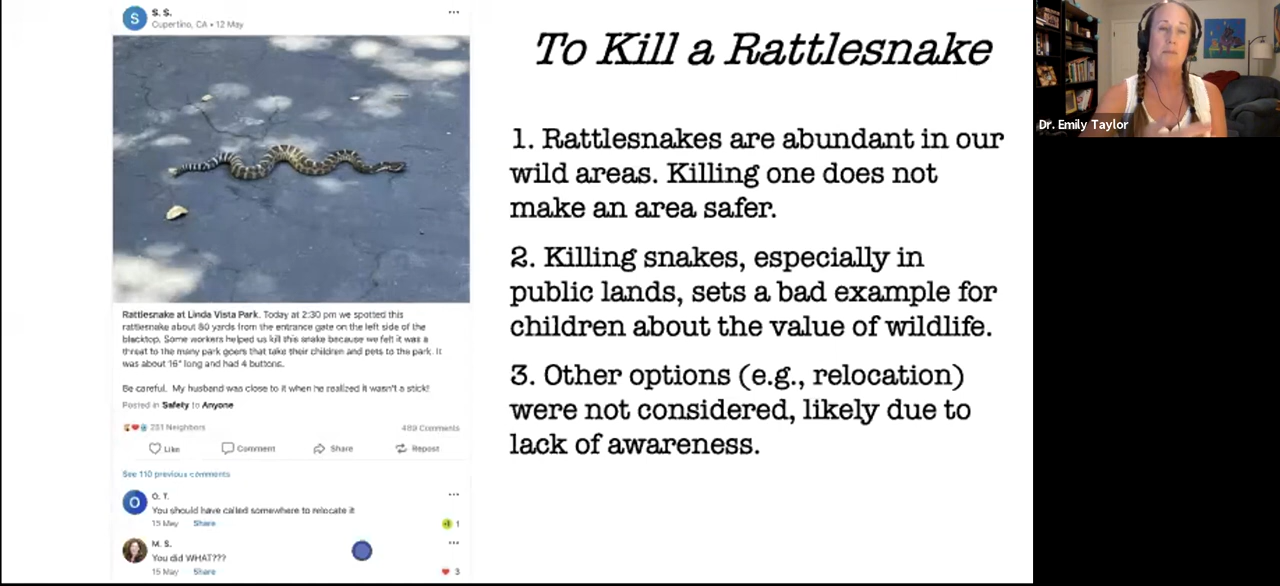 S
S. S.
Cupertino, CA • 12 May
Rattlesnake at Linda Vista Park. Today at 2:30 pm we spotted this
rattlesnake about 80 yards from the entrance gate on the left side of the
blacktop. Some workers helped us kill this snake because we felt it was a
threat to the many park goers that take their children and pets to the park. It
was about 16" long and had 4 buttons.
Be careful. My husband was close to it when he realized it wasn't a stick!
Posted in Safety to Anyone
231 Neighbors
489 Comments
Like
Comment
Share
Repost
See 110 previous comments
O
O. T.
You should have called somewhere to relocate it
15 May Share
1
M. S.
You did WHAT???
15 May Share
3
To Kill a Rattlesnake
1. Rattlesnakes are abundant in our
wild areas. Killing one does not
make an area safer.
2. Killing snakes, especially in
public lands, sets a bad example for
children about the value of wildlife.
3. Other options (e.g., relocation)
were not considered, likely due to
lack of awareness.
Dr. Emily Taylor